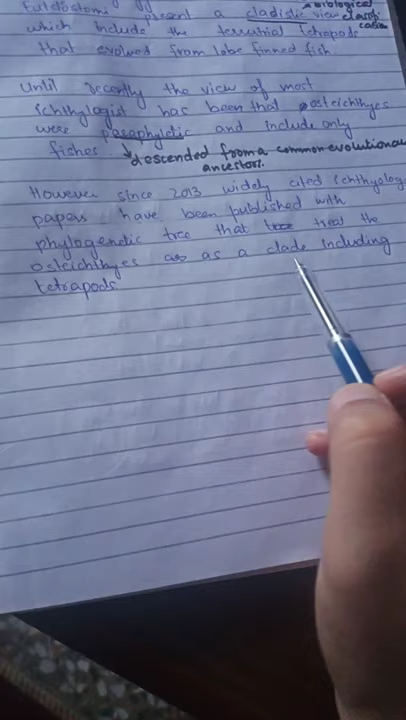 Euteleostomi present a cladistic view
→ biological classification
which include the terrestrial tetrapods
that evolved from lobe finned fish.
Until recently the view of most
ichthylogist has been that osteichthyes
were paraphyletic and include only
fishes. ↳ descended from a common evolutionary
ancestor.
However since 2013 widely cited ichthyolog
papars have been published with
phylogenetic tree that treat the
osteichthyes as a clade including
tetrapods